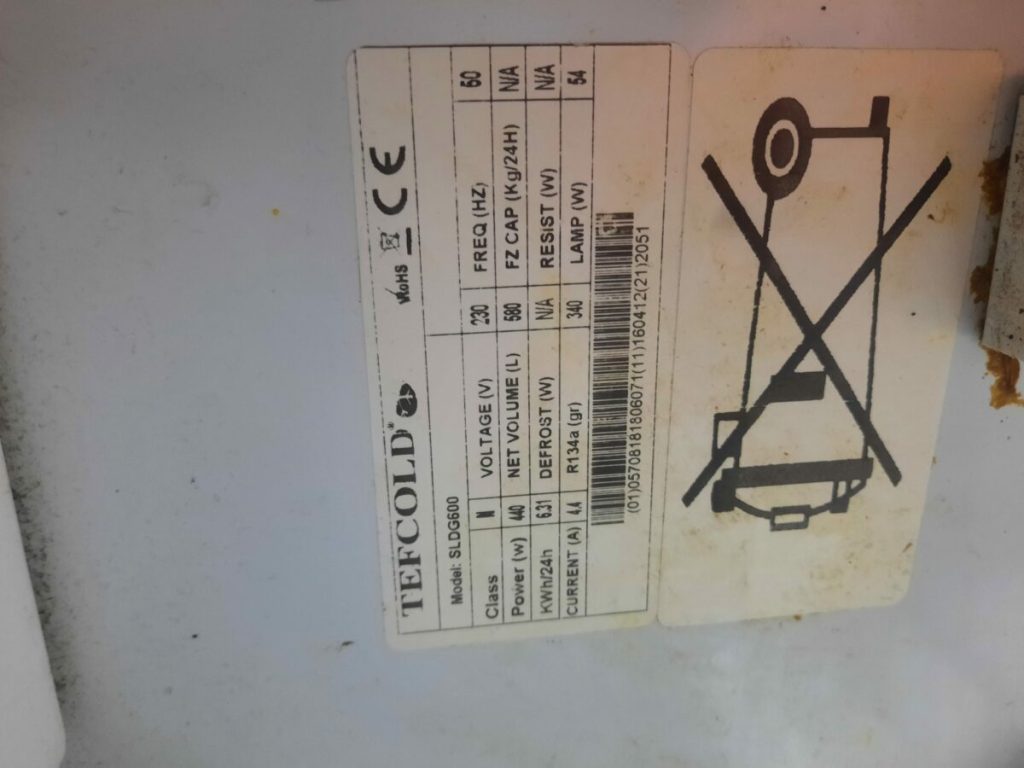 TEFCOLD® RoHS CE
Model: SLDG600
Class N VOLTAGE (V) 230 FREQ (HZ) 60
Power (w) 440 NET VOLUME (L) 580 FZ CAP (Kg/24H) N/A
KWh/24h 6.31 DEFROST (W) N/A RESIST (W) N/A
CURRENT (A) 4.4 R134a (gr) 340 LAMP (W) 54
(01)05708181806071(11)160412(21)2051